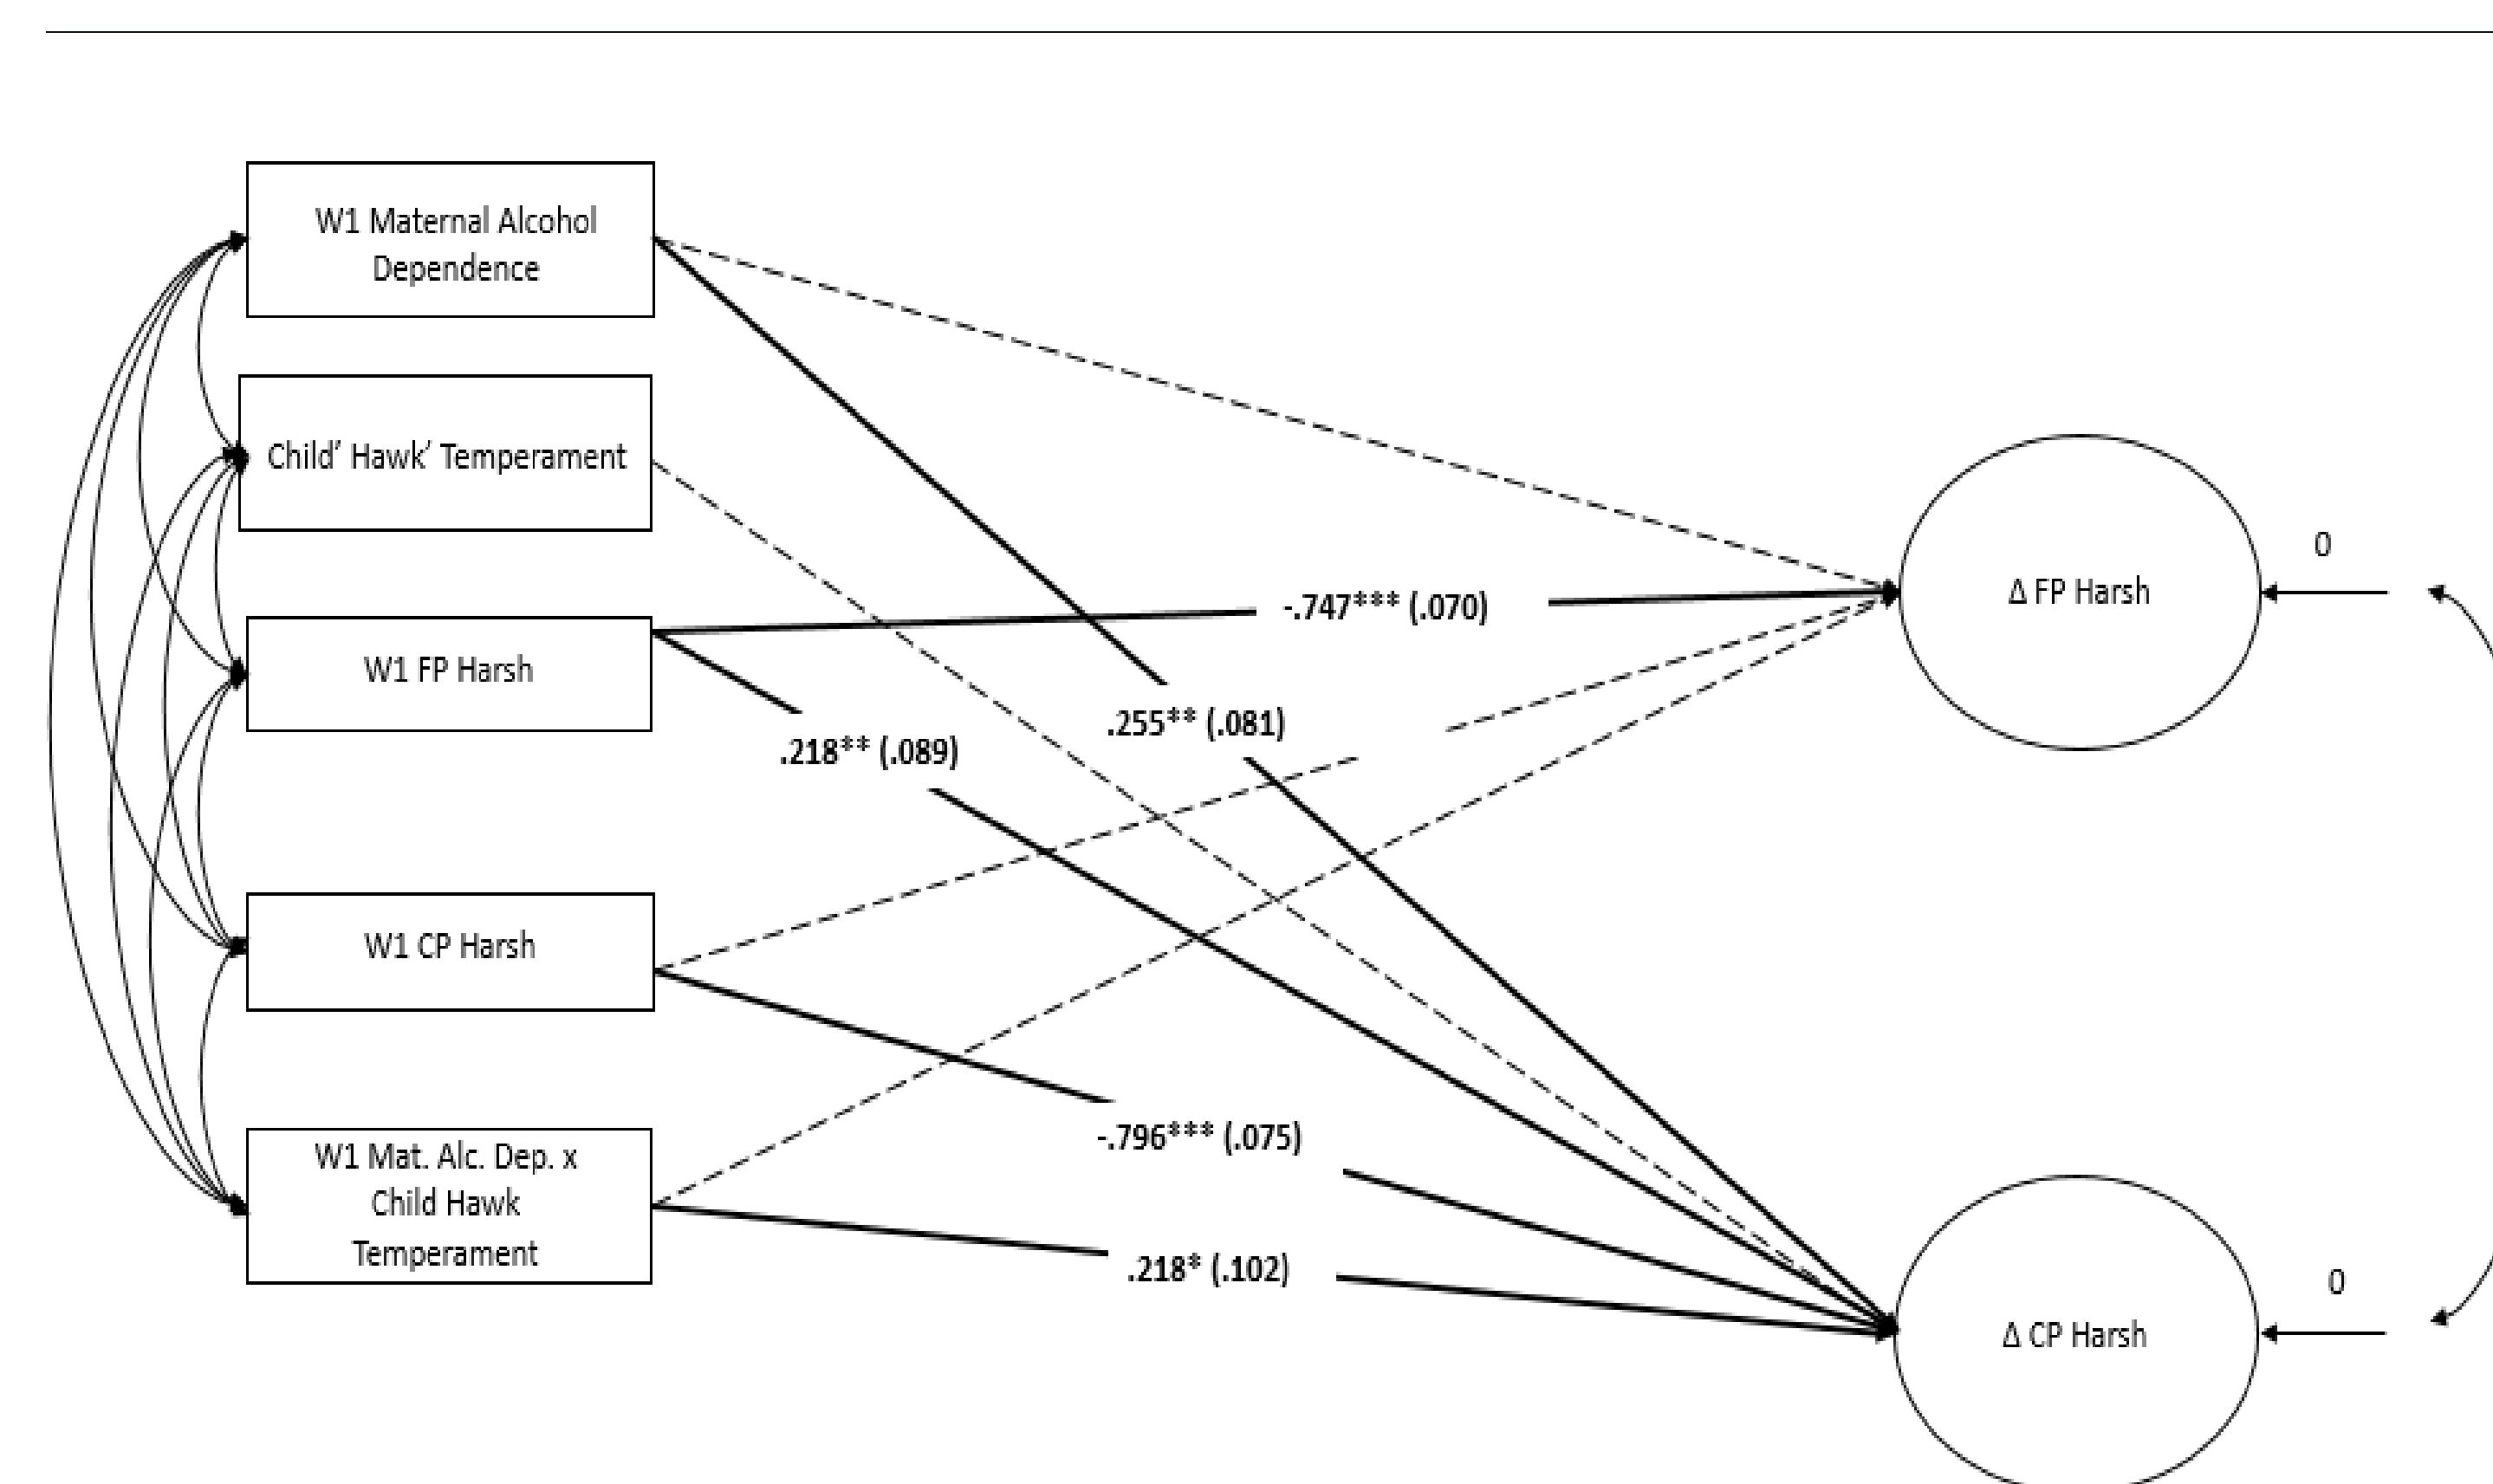 W1 Maternal Alcohol
Dependence
Child’ Hawk’ Temperament
W1 FP Harsh
W1 CP Harsh
W1 Mat. Alc. Dep. x
Child Hawk
Temperament
-.747*** (.070)
.255** (.081)
.218** (.089)
-.796*** (.075)
.218* (.102)
Δ FP Harsh
0
Δ CP Harsh
0